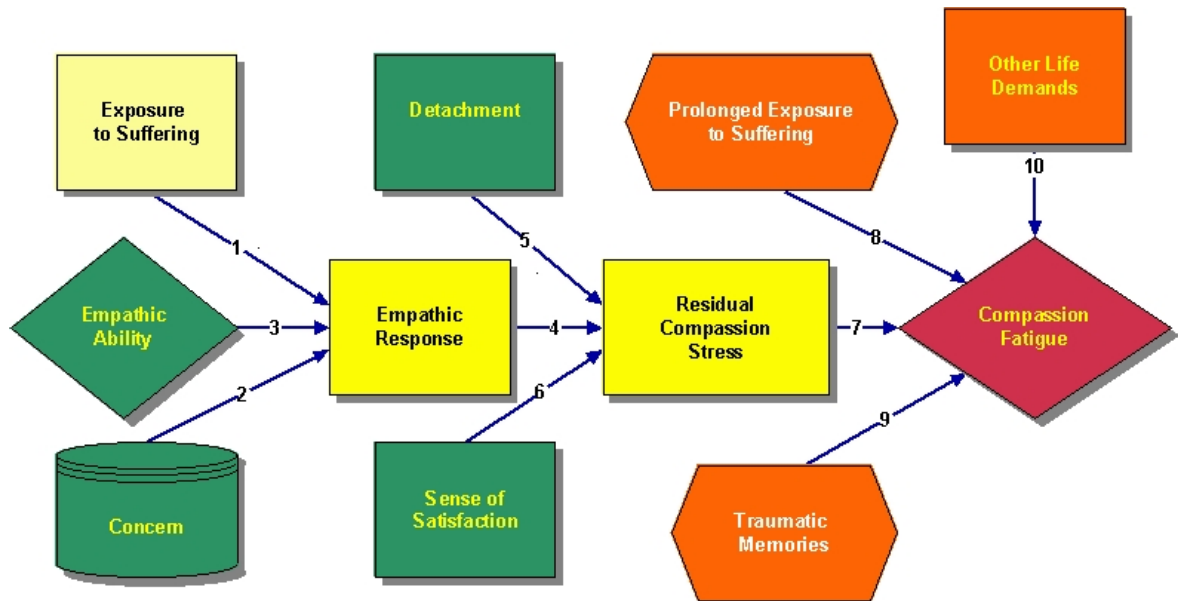 Exposure
to Suffering
Detachment
Prolonged Exposure
to Suffering
Other Life
Demands
10
1
5
8
Empathic
Ability
3
Empathic
Response
4
Residual
Compassion
Stress
7
Compassion
Fatigue
2
6
9
Concern
Sense of
Satisfaction
Traumatic
Memories